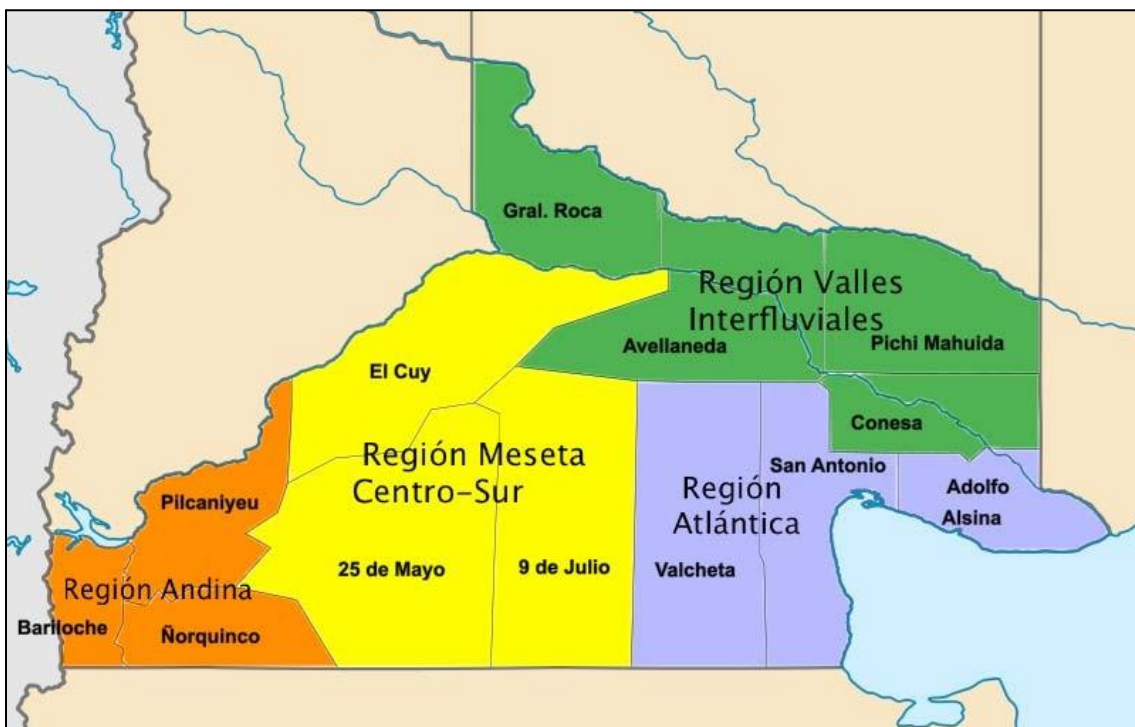 Gral. Roca
Región Valles
Interfluviales
Avellaneda
Pichi Mahuida
El Cuy
Conesa
Región Meseta
Centro-Sur
San Antonio
Pilcaniyeu
Región
Atlántica
Adolfo
Alsina
25 de Mayo
9 de Julio
Valcheta
Región Andina
Bariloche
Ñorquinco